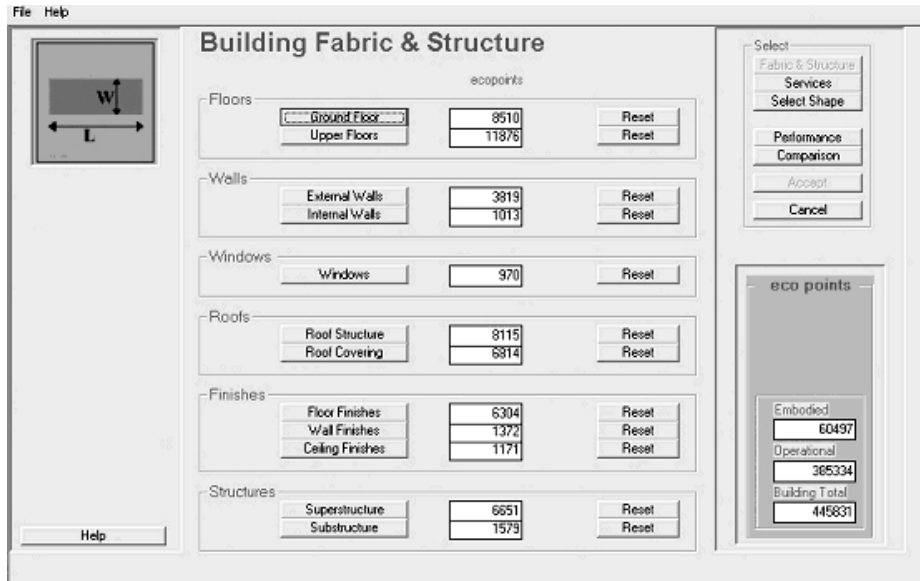 File Help
W
L
Help
Building Fabric & Structure
ecopoints
Floors
Ground Floor 8510 Reset
Upper Floors 11876 Reset
Walls
External Walls 3819 Reset
Internal Walls 1013 Reset
Windows
Windows 970 Reset
Roofs
Roof Structure 8115 Reset
Roof Covering 6814 Reset
Finishes
Floor Finishes 6304 Reset
Wall Finishes 1372 Reset
Ceiling Finishes 1171 Reset
Structures
Superstructure 6651 Reset
Substructure 1579 Reset
Select
Fabric & Structure
Services
Select Shape
Performance
Comparison
Accept
Cancel
eco points
Embodied
60497
Operational
385334
Building Total
445831